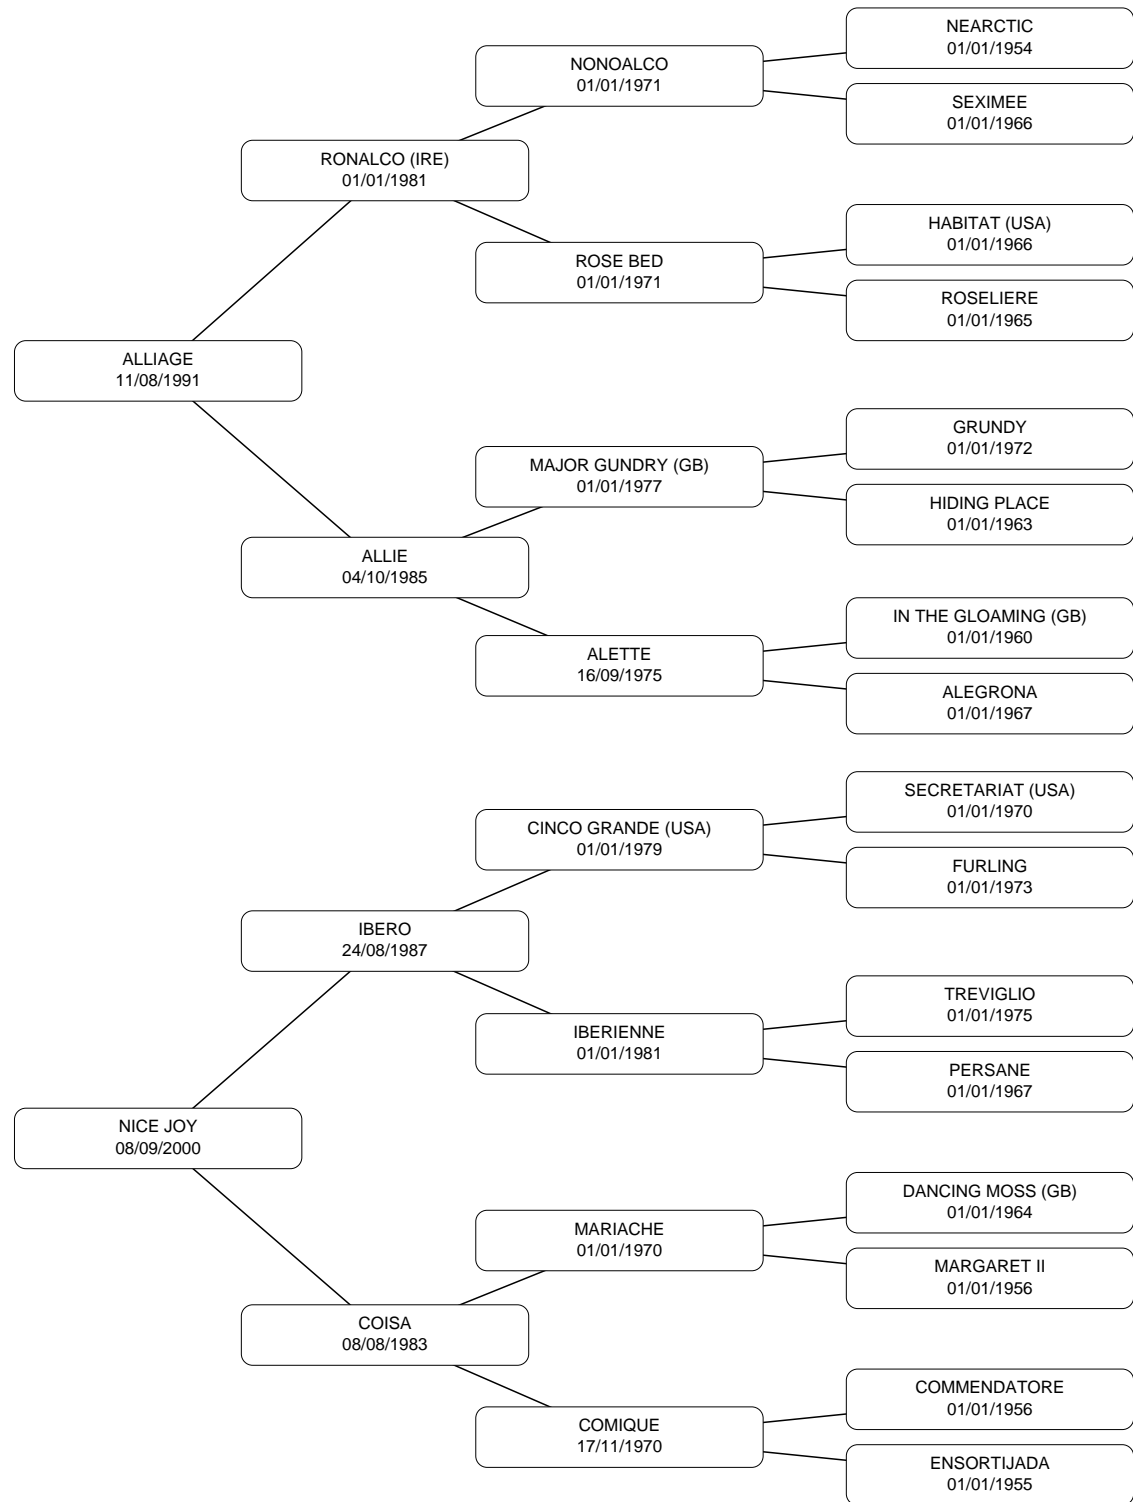 NEARCTIC
01/01/1954
NONOALCO
01/01/1971
SEXIMEE
01/01/1966
RONALCO (IRE)
01/01/1981
HABITAT (USA)
01/01/1966
ROSE BED
01/01/1971
ROSELIERE
01/01/1965
ALLIAGE
11/08/1991
GRUNDY
01/01/1972
MAJOR GUNDRY (GB)
01/01/1977
HIDING PLACE
01/01/1963
ALLIE
04/10/1985
IN THE GLOAMING (GB)
01/01/1960
ALETTE
16/09/1975
ALEGRONA
01/01/1967
SECRETARIAT (USA)
01/01/1970
CINCO GRANDE (USA)
01/01/1979
FURLING
01/01/1973
IBERO
24/08/1987
TREVIGLIO
01/01/1975
IBERIENNE
01/01/1981
PERSANE
01/01/1967
NICE JOY
08/09/2000
DANCING MOSS (GB)
01/01/1964
MARIACHE
01/01/1970
MARGARET II
01/01/1956
COISA
08/08/1983
COMMENDATORE
01/01/1956
COMIQUE
17/11/1970
ENSORTIJADA
01/01/1955